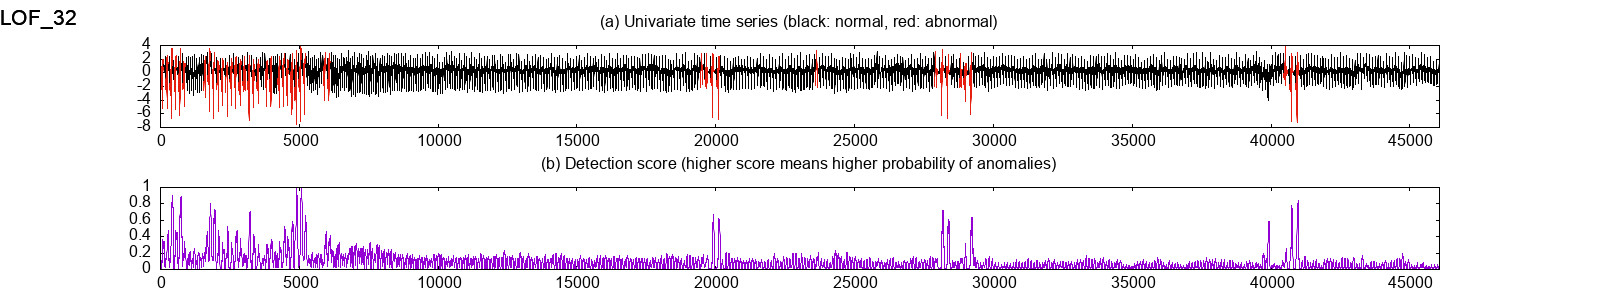 LOF_32
(a) Univariate time series (black: normal, red: abnormal)
4
2
0
-2
-4
-6
-8
0 5000 10000 15000 20000 25000 30000 35000 40000 45000
(b) Detection score (higher score means higher probability of anomalies)
1
0.8
0.6
0.4
0.2
0
0 5000 10000 15000 20000 25000 30000 35000 40000 45000